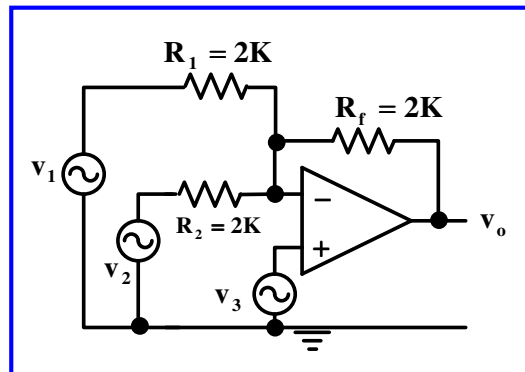 R1 = 2K
Rf = 2K
v1
R2 = 2K
−
+
vo
v2
v3